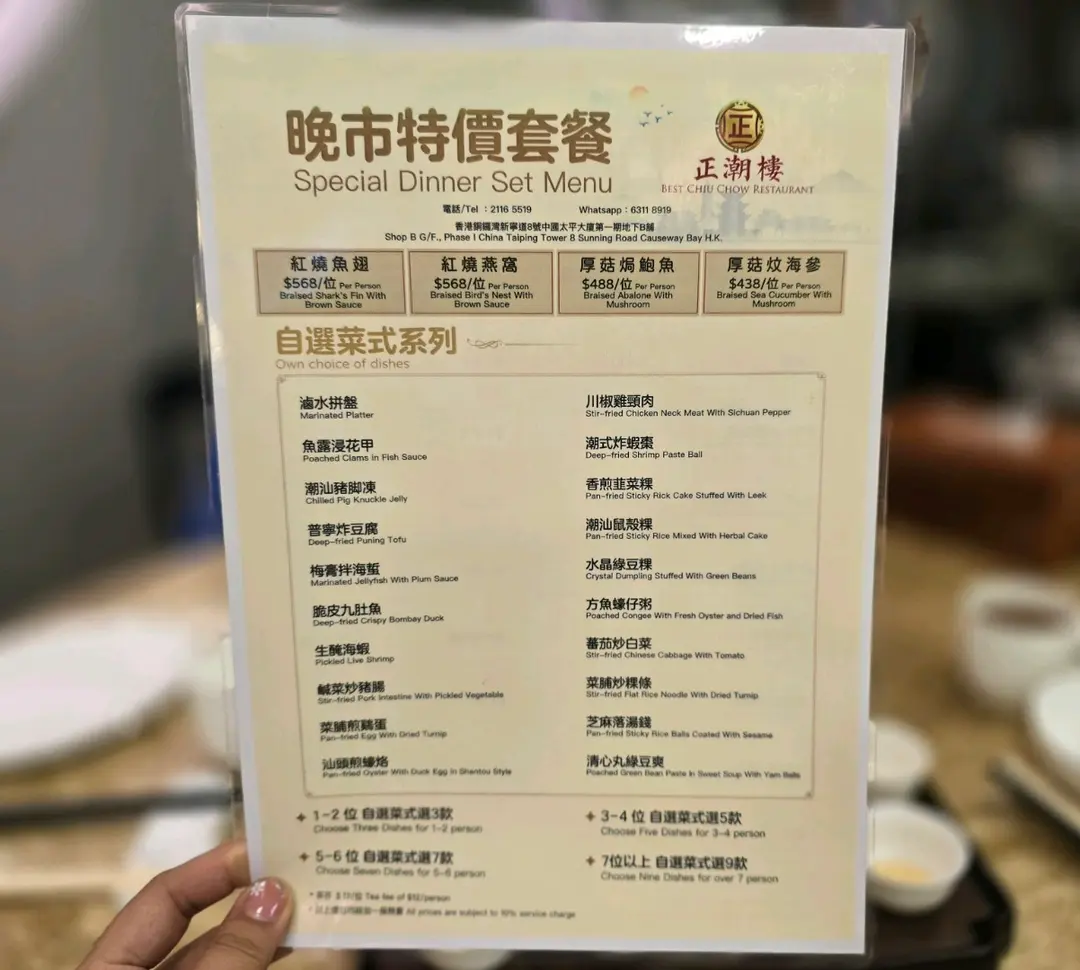 晚市特價套餐
Special Dinner Set Menu
正
正潮樓
BEST CHIU CHOW RESTAURANT
電話/Tel : 2116 5519 Whatsapp : 6311 8919
香港銅鑼灣新寧道8號中國太平大廈第一期地下B舖
Shop B G/F., Phase I China Taiping Tower 8 Sunning Road Causeway Bay H.K.
紅燒魚翅
$568/位 Per Person
Braised Shark's Fin With
Brown Sauce
紅燒燕窩
$568/位 Per Person
Braised Bird's Nest With
Brown Sauce
厚菇焗鮑魚
$488/位 Per Person
Braised Abalone With
Mushroom
厚菇炆海參
$438/位 Per Person
Braised Sea Cucumber With
Mushroom
自選菜式系列
Own choice of dishes
滷水拼盤
Marinated Platter
魚露浸花甲
Poached Clams in Fish Sauce
潮汕豬脚凍
Chilled Pig Knuckle Jelly
普寧炸豆腐
Deep-fried Puning Tofu
梅膏拌海蜇
Marinated Jellyfish With Plum Sauce
脆皮九肚魚
Deep-fried Crispy Bombay Duck
生醃海蝦
Pickled Live Shrimp
鹹菜炒豬腸
Stir-fried Pork Intestine With Pickled Vegetable
菜脯煎鷄蛋
Pan-fried Egg With Dried Turnip
汕頭煎蠔烙
Pan-fried Oyster With Duck Egg in Shantou Style
川椒雞頸肉
Stir-fried Chicken Neck Meat With Sichuan Pepper
潮式炸蝦棗
Deep-fried Shrimp Paste Ball
香煎韭菜粿
Pan-fried Sticky Rick Cake Stuffed With Leek
潮汕鼠殼粿
Pan-fried Sticky Rice Mixed With Herbal Cake
水晶綠豆粿
Crystal Dumpling Stuffed With Green Beans
方魚蠔仔粥
Poached Congee With Fresh Oyster and Dried Fish
蕃茄炒白菜
Stir-fried Chinese Cabbage With Tomato
菜脯炒粿條
Stir-fried Flat Rice Noodle With Dried Turnip
芝麻落湯錢
Pan-fried Sticky Rice Balls Coated With Sesame
清心丸綠豆爽
Poached Green Bean Paste In Sweet Soup With Yam Balls
1-2 位 自選菜式選3款
Choose Three Dishes for 1-2 person
3-4 位 自選菜式選5款
Choose Five Dishes for 3-4 person
5-6 位 自選菜式選7款
Choose Seven Dishes for 5-6 person
7位以上 自選菜式選9款
Choose Nine Dishes for over 7 person
Tea fee of $12/person
All prices are subject to 10% service charge